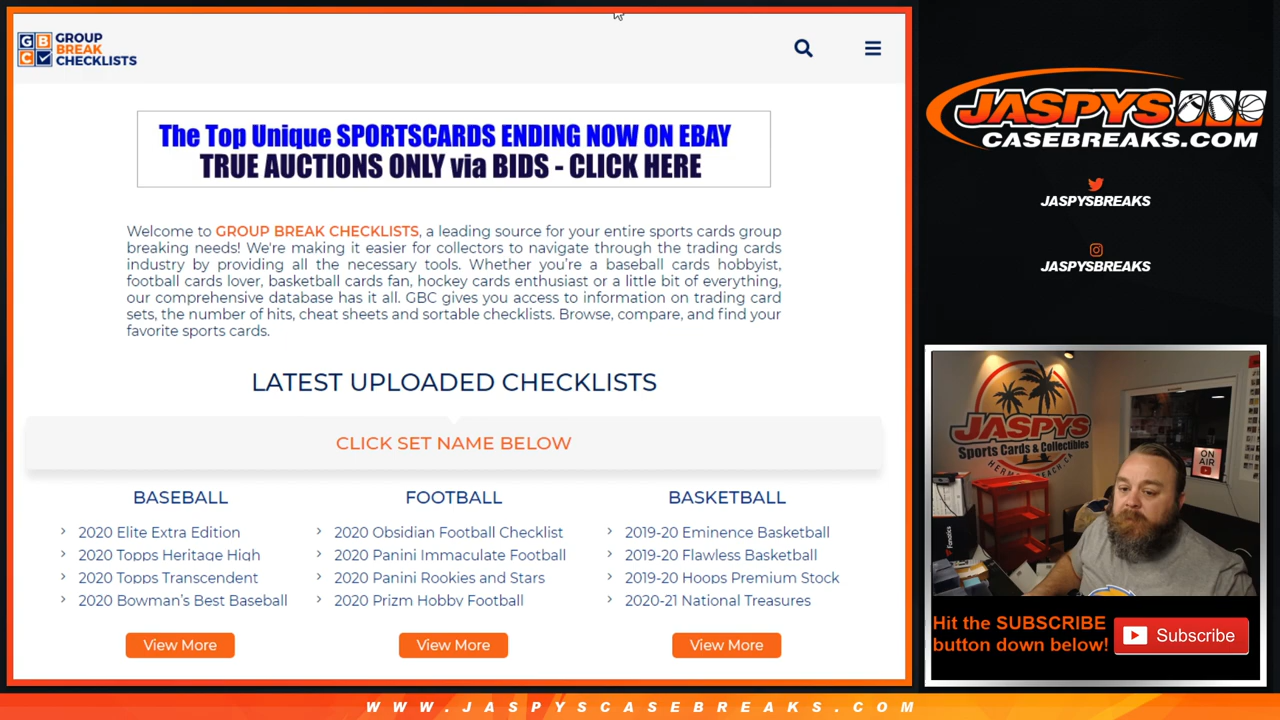 GROUP
BREAK
CHECKLISTS
GB
C
The Top Unique SPORTSCARDS ENDING NOW ON EBAY
TRUE AUCTIONS ONLY via BIDS - CLICK HERE
Welcome to GROUP BREAK CHECKLISTS, a leading source for your entire sports cards group
breaking needs! We're making it easier for collectors to navigate through the trading cards
industry by providing all the necessary tools. Whether you're a baseball cards hobbyist,
football cards lover, basketball cards fan, hockey cards enthusiast or a little bit of everything,
our comprehensive database has it all. GBC gives you access to information on trading card
sets, the number of hits, cheat sheets and sortable checklists. Browse, compare, and find your
favorite sports cards.
LATEST UPLOADED CHECKLISTS
CLICK SET NAME BELOW
BASEBALL
2020 Elite Extra Edition
2020 Topps Heritage High
2020 Topps Transcendent
2020 Bowman's Best Baseball
View More
FOOTBALL
2020 Obsidian Football Checklist
2020 Panini Immaculate Football
2020 Panini Rookies and Stars
2020 Prizm Hobby Football
View More
BASKETBALL
2019-20 Eminence Basketball
2019-20 Flawless Basketball
2019-20 Hoops Premium Stock
2020-21 National Treasures
View More
JASPYS
CASEBREAKS.COM
JASPYSBREAKS
JASPYSBREAKS
JASPYS
Sports Cards & Collectibles
HERMOSA BEACH, CA
ON
AIR
Fanatics
Hit the SUBSCRIBE
button down below!
Subscribe
WWW.JASPYSCASEBREAKS.COM